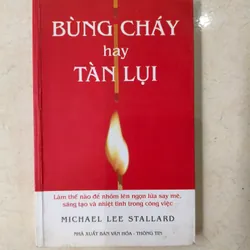 BÙNG CHÁY
hay
TÀN LỤI
Làm thế nào để nhóm lên ngọn lửa say mê,
sáng tạo và nhiệt tình trong công việc
MICHAEL LEE STALLARD
NHÀ XUẤT BẢN VĂN HÓA - THÔNG TIN